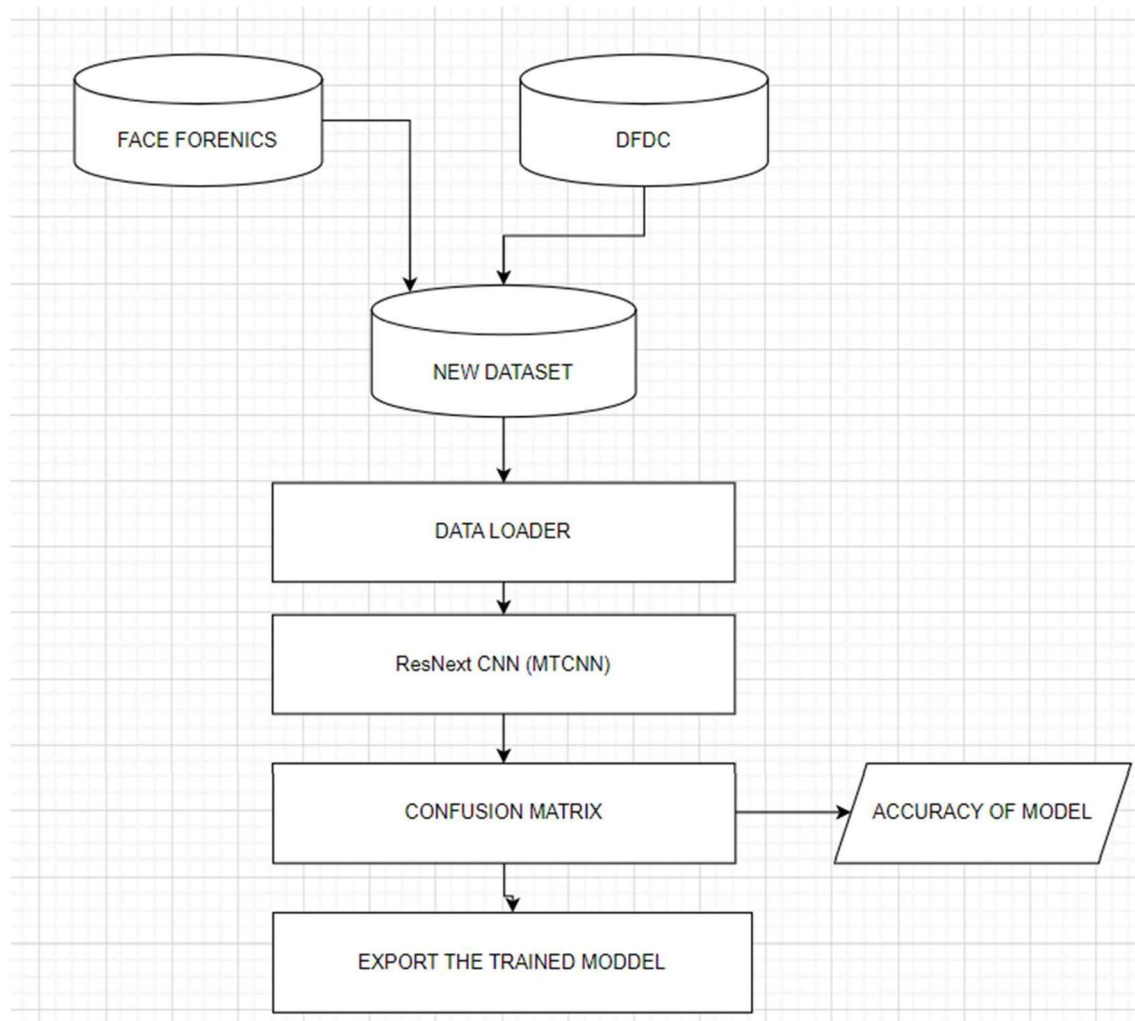 FACE FORENICS
DFDC
NEW DATASET
DATA LOADER
ResNext CNN (MTCNN)
CONFUSION MATRIX
ACCURACY OF MODEL
EXPORT THE TRAINED MODDEL